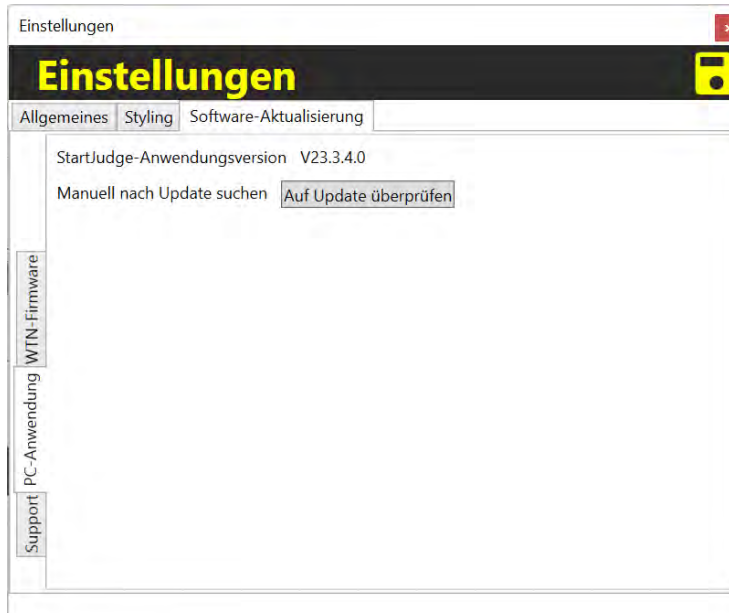 Einstellungen
Einstellungen
Allgemeines Styling Software-Aktualisierung
StartJudge-Anwendungsversion V23.3.4.0
Manuell nach Update suchen Auf Update überprüfen
WTN-Firmware
PC-Anwendung
Support